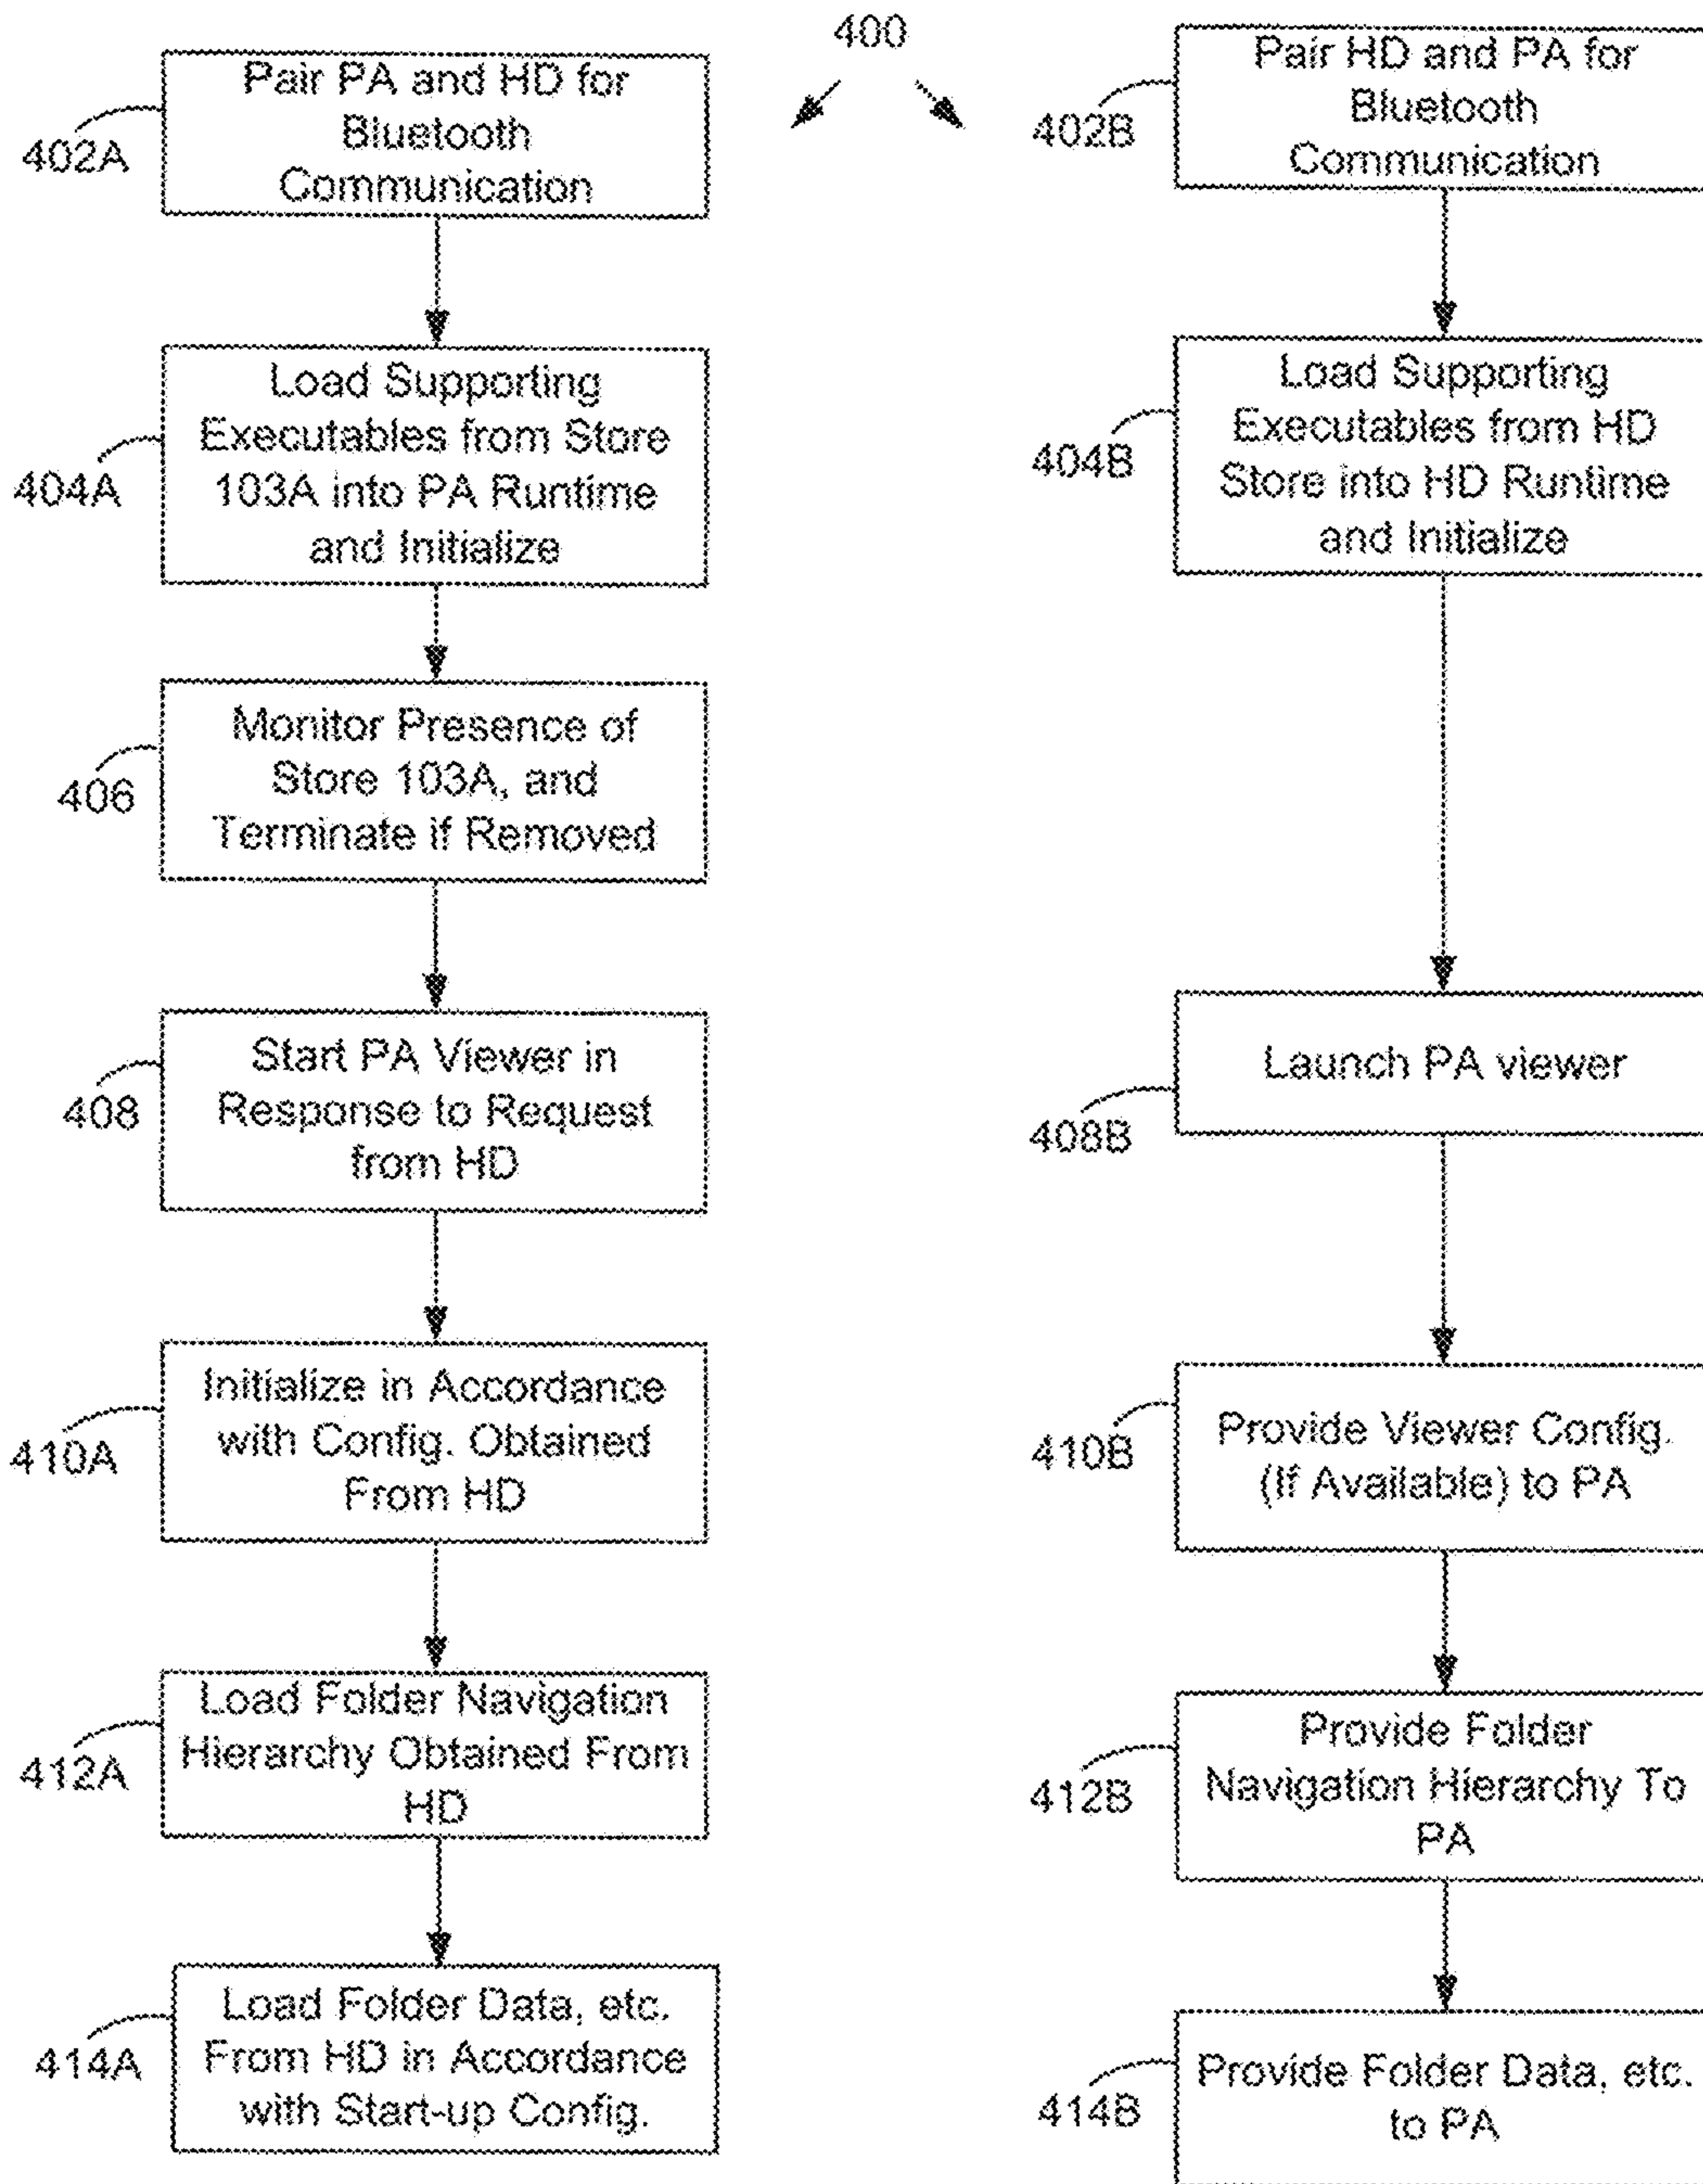 400
Pair PA and HD for
Bluetooth
Communication
402A
Load Supporting
Executables from Store
103A into PA Runtime
and Initialize
404A
Monitor Presence of
Store 103A, and
Terminate if Removed
406
Start PA Viewer in
Response to Request
from HD
408
Initialize in Accordance
with Config. Obtained
From HD
410A
Load Folder Navigation
Hierarchy Obtained From
HD
412A
Load Folder Data, etc.
From HD in Accordance
with Start-up Config.
414A
Pair HD and PA for
Bluetooth
Communication
402B
Load Supporting
Executables from HD
Store into HD Runtime
and Initialize
404B
Launch PA viewer
408B
Provide Viewer Config.
(If Available) to PA
410B
Provide Folder
Navigation Hierarchy To
PA
412B
Provide Folder Data, etc.
to PA
414B